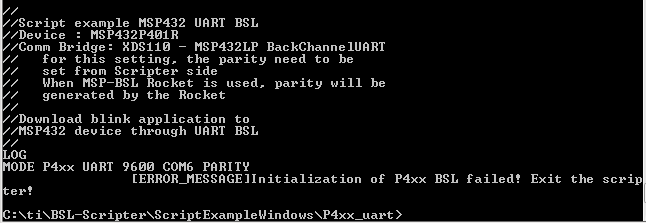 //
//Script example MSP432 UART BSL
//Device : MSP432P401R
//Comm Bridge: XDS110 - MSP432LP BackChannelUART
//   for this setting, the parity need to be
//   set from Scripter side
//   When MSP-BSL Rocket is used, parity will be
//   generated by the Rocket
//
//Download blink application to
//MSP432 device through UART BSL
//
LOG
MODE P4xx UART 9600 COM6 PARITY
[ERROR_MESSAGE]Initialization of P4xx BSL failed! Exit the scrip
ter!
C:\ti\BSL-Scripter\ScriptExampleWindows\P4xx_uart>